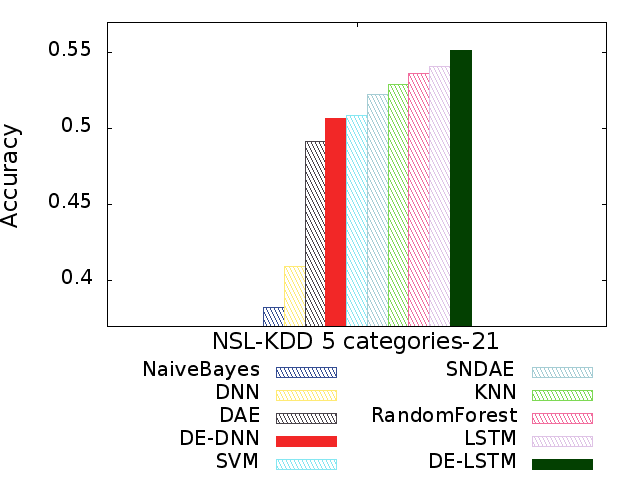 0.55
0.5
0.45
0.4
Accuracy
NSL-KDD 5 categories-21
NaiveBayes
DNN
DAE
DE-DNN
SVM
SNDAE
KNN
RandomForest
LSTM
DE-LSTM